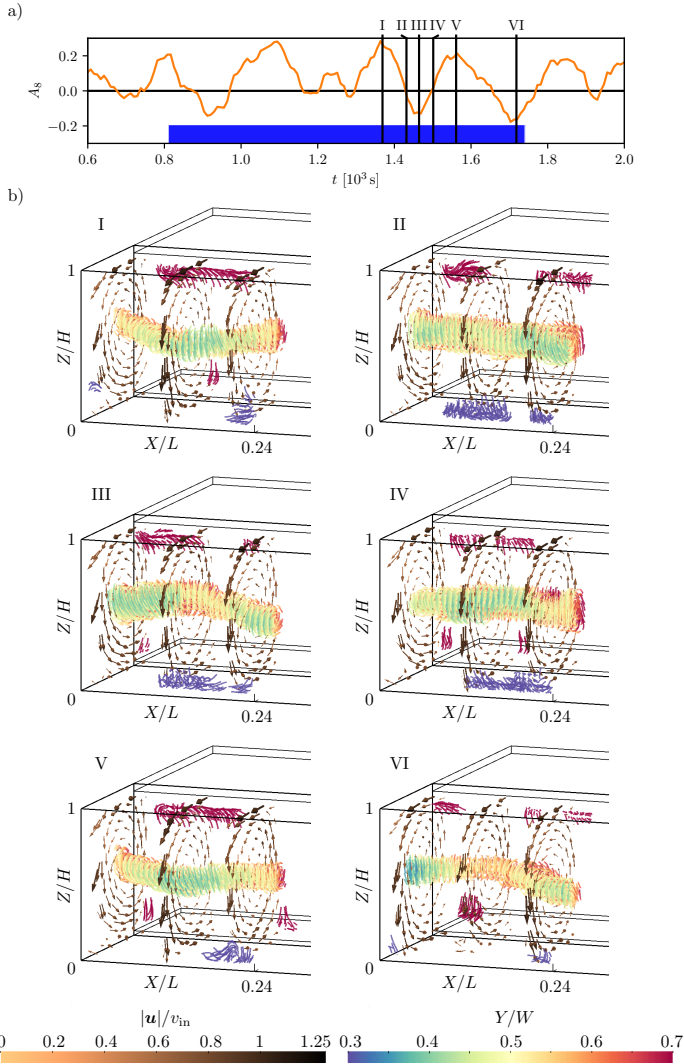 a)
I II III IV V VI
0.2
0.0
−0.2
A₈
0.6 0.8 1.0 1.2 1.4 1.6 1.8 2.0
t [10³ s]
b)
I
1
Z/H
0
X/L
0.24
II
1
Z/H
0
X/L
0.24
III
1
Z/H
0
X/L
0.24
IV
1
Z/H
0
X/L
0.24
V
1
Z/H
0
X/L
0.24
VI
1
Z/H
0
X/L
0.24
|u|/v_in
0 0.2 0.4 0.6 0.8 1 1.25
Y/W
0.3 0.4 0.5 0.6 0.7